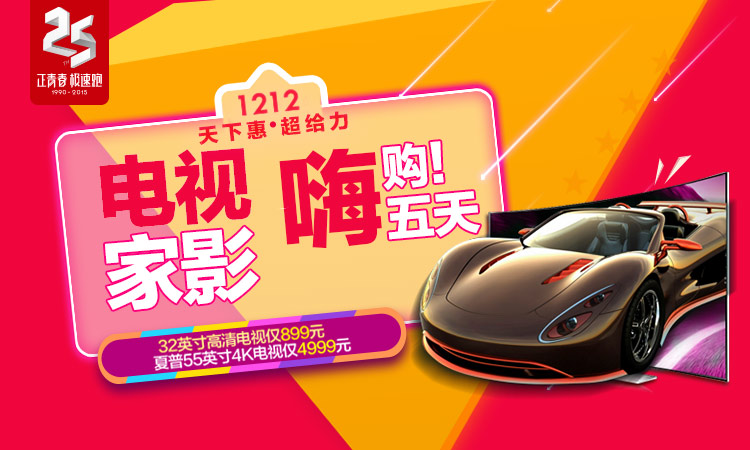 25
TH
正青春 极速跑
1990-2015
1212
天下惠·超给力
电视
家影
嗨
购!
五天
32英寸高清电视仅899元
夏普55英寸4K电视仅4999元